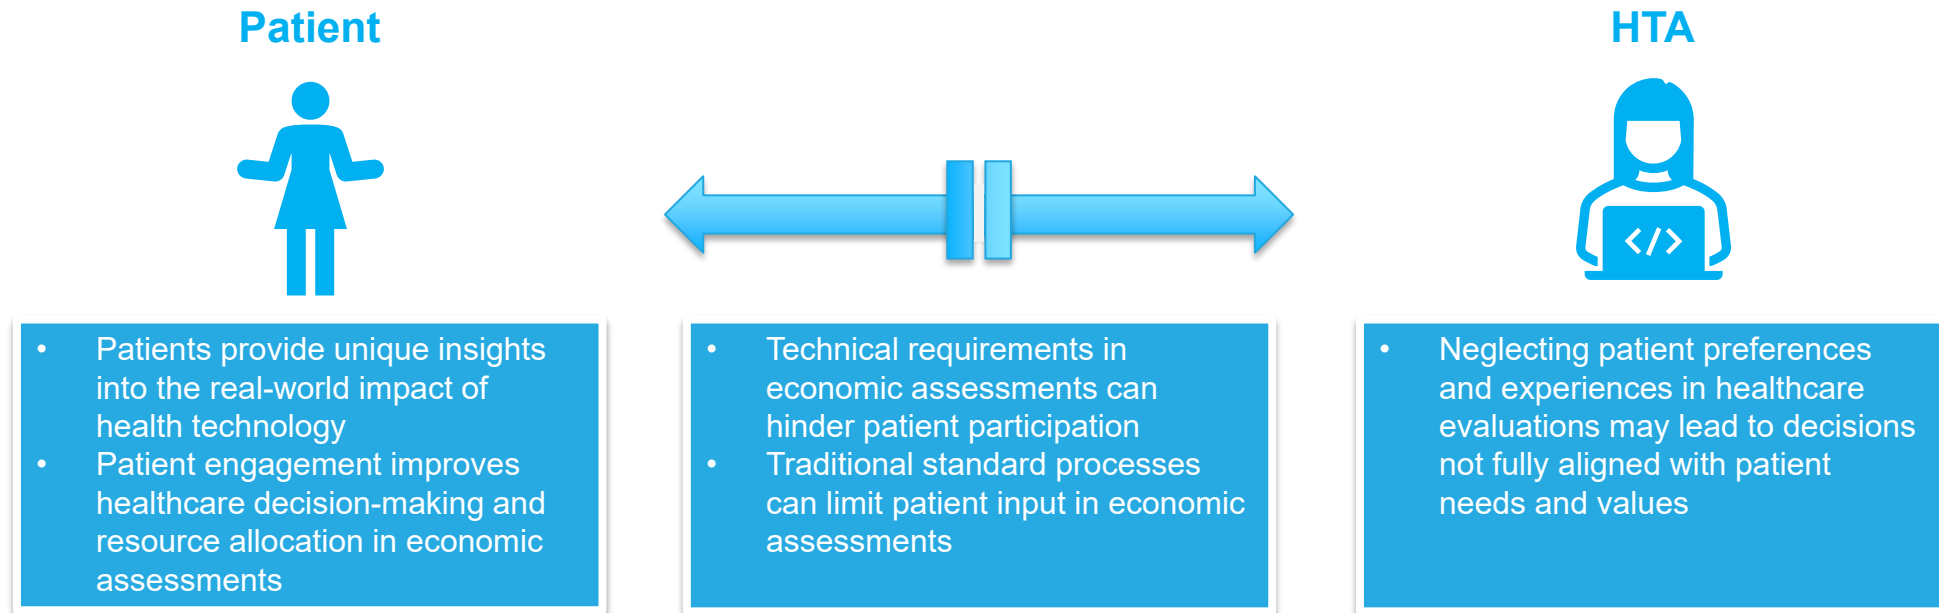 Patient
HTA
</>
• Patients provide unique insights
into the real-world impact of
health technology
• Patient engagement improves
healthcare decision-making and
resource allocation in economic
assessments
• Technical requirements in
economic assessments can
hinder patient participation
• Traditional standard processes
can limit patient input in economic
assessments
• Neglecting patient preferences
and experiences in healthcare
evaluations may lead to decisions
not fully aligned with patient
needs and values